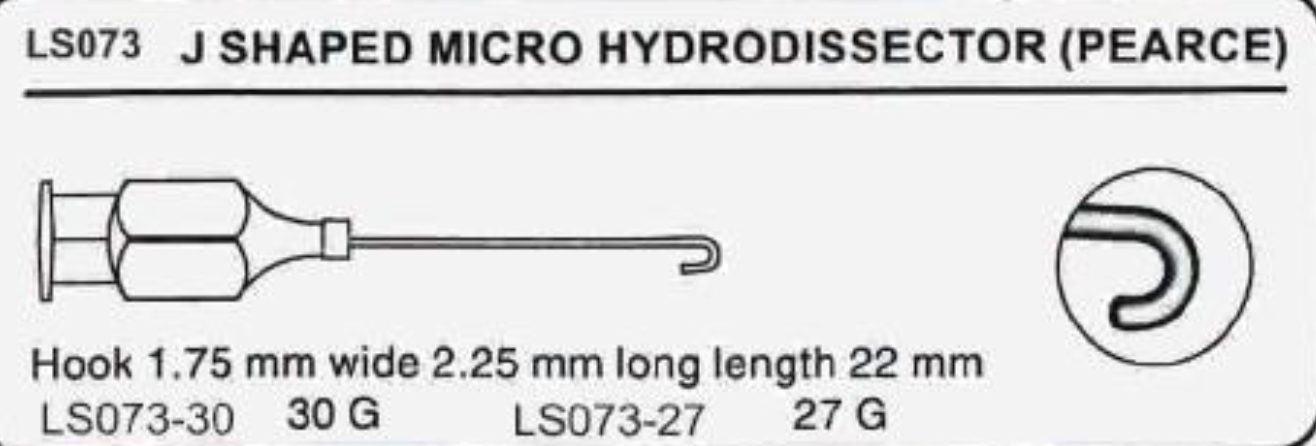 LS073 J SHAPED MICRO HYDRODISSECTOR (PEARCE)
Hook 1.75 mm wide 2.25 mm long length 22 mm
LS073-30 30 G LS073-27 27 G